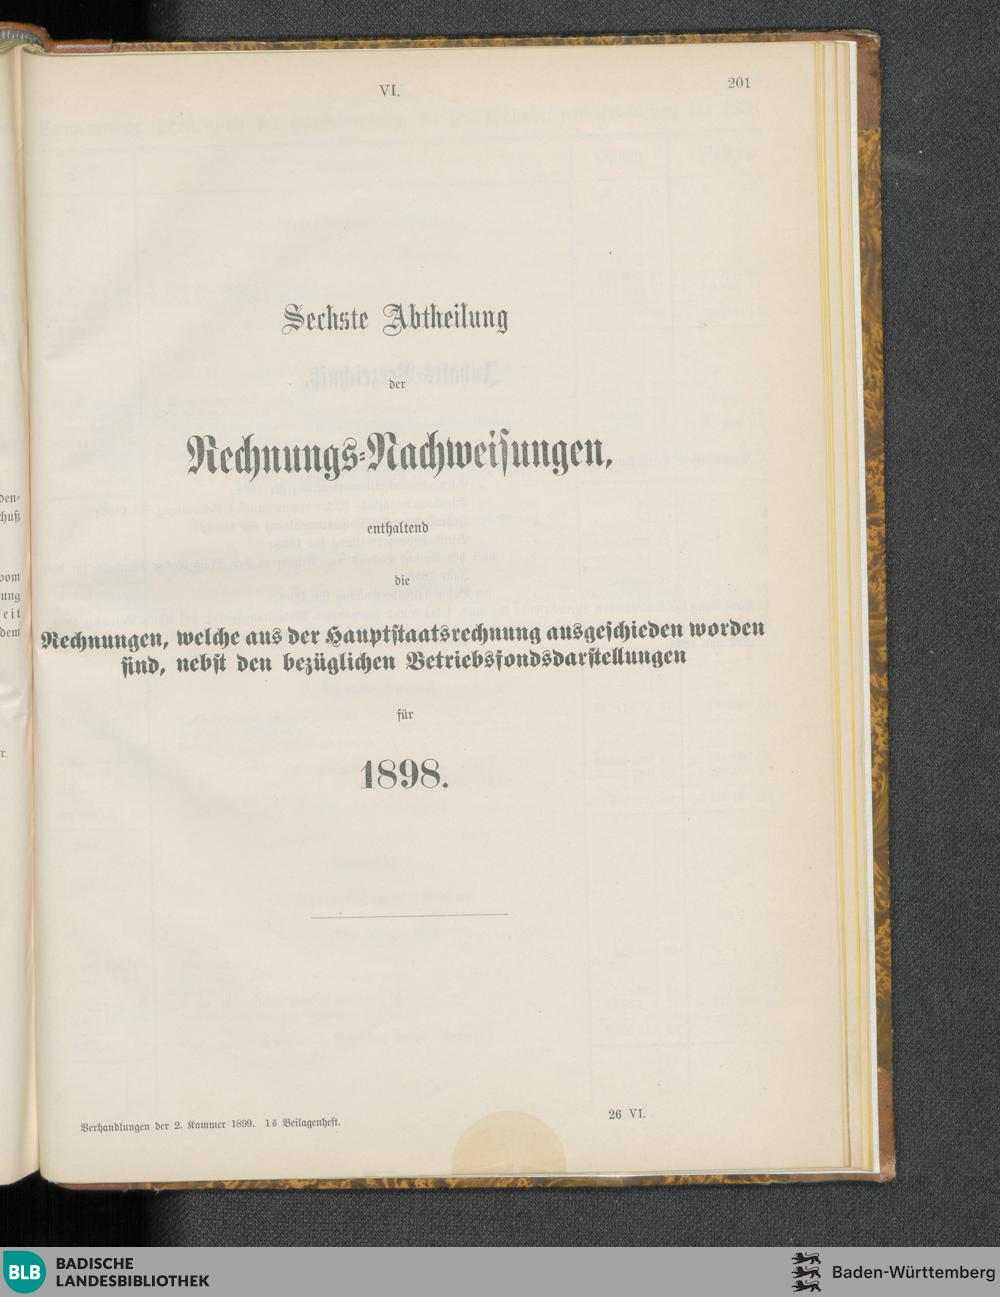 VI.
201
Sechste Abtheilung
der
Rechnungs-Nachweisungen,
enthaltend
die
Rechnungen, welche aus der Hauptstaatsrechnung ausgeschieden worden
sind, nebst den bezüglichen Betriebsfondsdarstellungen
für
1898.
Verhandlungen der 2. Kammer 1899. 1s Beilagenheft.
26 VI.
BLB
BADISCHE
LANDESBIBLIOTHEK
Baden-Württemberg